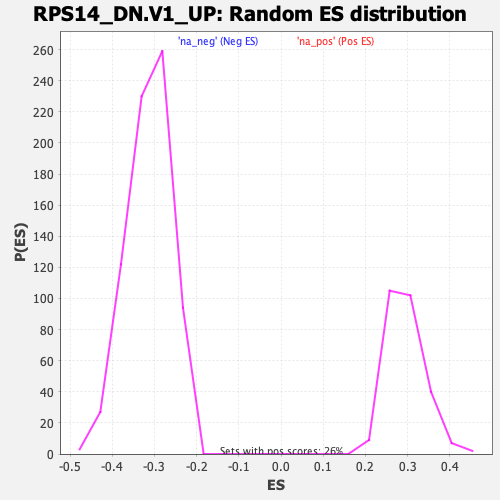 RPS14_DN.V1_UP: Random ES distribution
'na_neg' (Neg ES)
'na_pos' (Pos ES)
P(ES)
260
240
220
200
180
160
140
120
100
80
60
40
20
0
Sets with pos scores: 26%
-0.5 -0.4 -0.3 -0.2 -0.1 0.0 0.1 0.2 0.3 0.4
ES